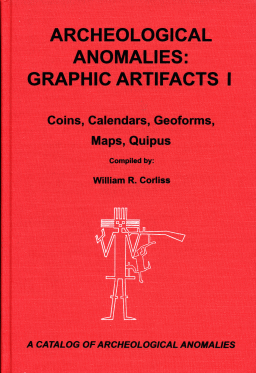 ARCHEOLOGICAL
ANOMALIES:
GRAPHIC ARTIFACTS I
Coins, Calendars, Geoforms,
Maps, Quipus
Compiled by:
William R. Corliss
A CATALOG OF ARCHEOLOGICAL ANOMALIES